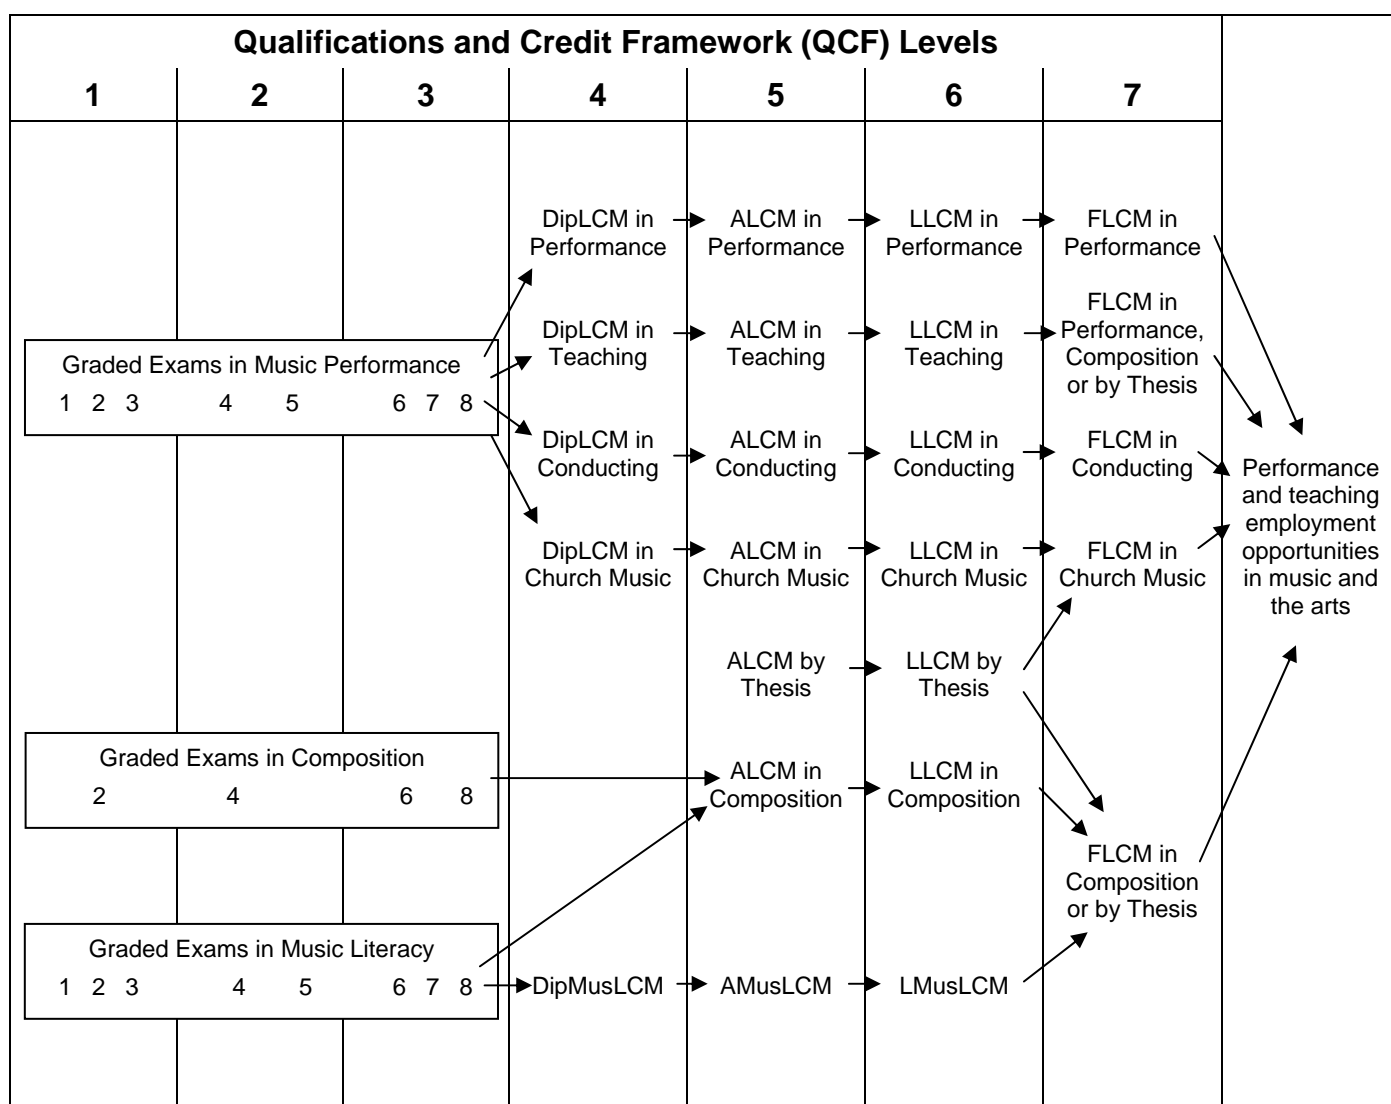 Qualifications and Credit Framework (QCF) Levels
1 2 3 4 5 6 7
DipLCM in
Performance
ALCM in
Performance
LLCM in
Performance
FLCM in
Performance
DipLCM in
Teaching
ALCM in
Teaching
LLCM in
Teaching
FLCM in
Performance,
Composition
or by Thesis
Graded Exams in Music Performance
1 2 3 4 5 6 7 8
DipLCM in
Conducting
ALCM in
Conducting
LLCM in
Conducting
FLCM in
Conducting
Performance
and teaching
employment
opportunities
in music and
the arts
DipLCM in
Church Music
ALCM in
Church Music
LLCM in
Church Music
FLCM in
Church Music
ALCM by
Thesis
LLCM by
Thesis
Graded Exams in Composition
2 4 6 8
ALCM in
Composition
LLCM in
Composition
FLCM in
Composition
or by Thesis
Graded Exams in Music Literacy
1 2 3 4 5 6 7 8
DipMusLCM
AMusLCM
LMusLCM